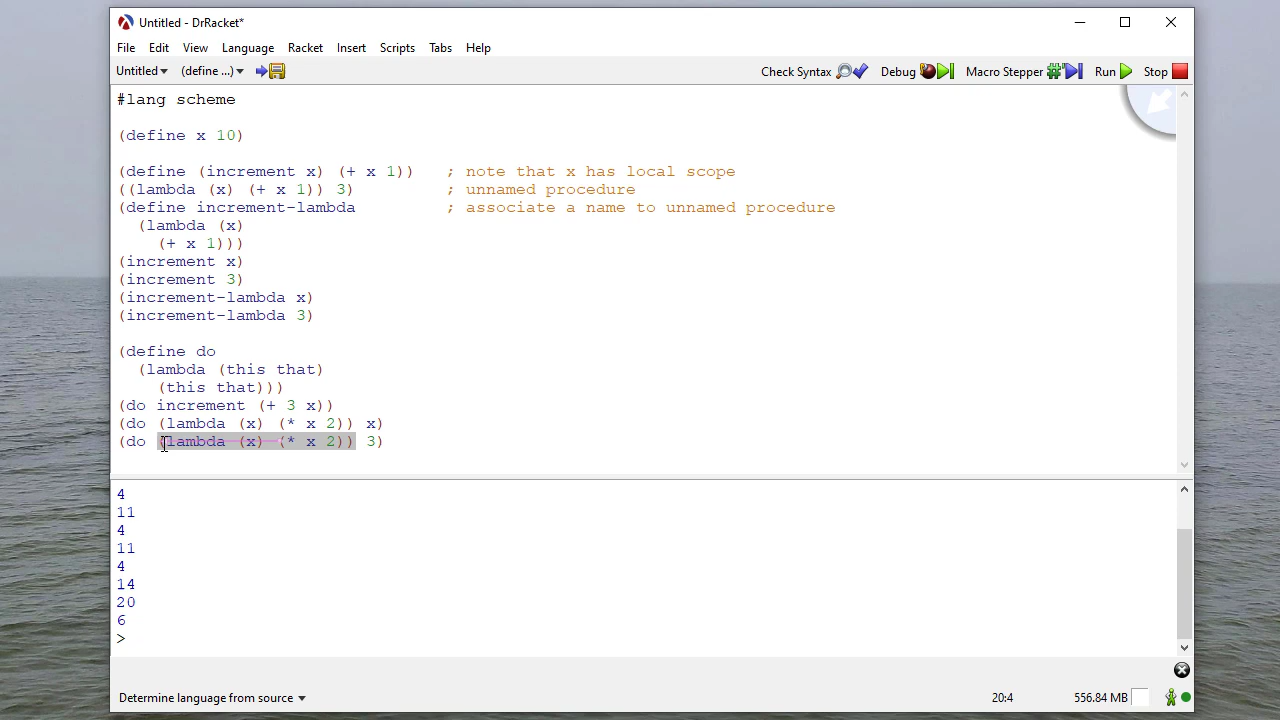 Untitled - DrRacket*
File Edit View Language Racket Insert Scripts Tabs Help
Untitled (define ...) Check Syntax Debug Macro Stepper Run Stop
#lang scheme
(define x 10)
(define (increment x) (+ x 1)) ; note that x has local scope
((lambda (x) (+ x 1)) 3) ; unnamed procedure
(define increment-lambda ; associate a name to unnamed procedure
(lambda (x)
(+ x 1)))
(increment x)
(increment 3)
(increment-lambda x)
(increment-lambda 3)
(define do
(lambda (this that)
(this that)))
(do increment (+ 3 x))
(do (lambda (x) (* x 2)) x)
(do (lambda (x) (* x 2)) 3)
4
11
4
11
4
14
20
6
>
Determine language from source 20:4 556.84 MB